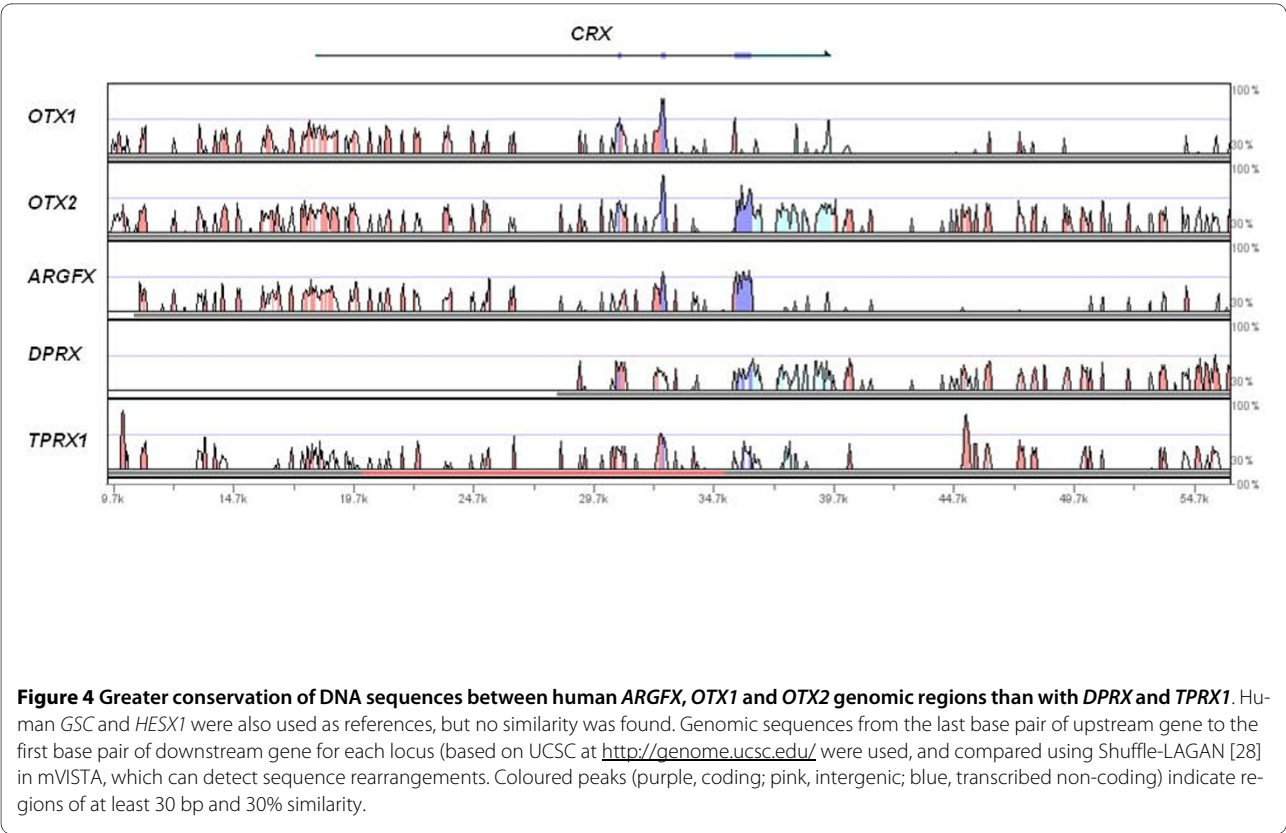 CRX
OTX1
100%
30%
OTX2
100%
30%
ARGFX
100%
30%
DPRX
100%
30%
TPRX1
100%
30%
00%
9.7k 14.7k 19.7k 24.7k 29.7k 34.7k 39.7k 44.7k 49.7k 54.7k
Figure 4 Greater conservation of DNA sequences between human ARGFX, OTX1 and OTX2 genomic regions than with DPRX and TPRX1. Hu-
man GSC and HESX1 were also used as references, but no similarity was found. Genomic sequences from the last base pair of upstream gene to the
first base pair of downstream gene for each locus (based on UCSC at http://genome.ucsc.edu/ were used, and compared using Shuffle-LAGAN [28]
in mVISTA, which can detect sequence rearrangements. Coloured peaks (purple, coding; pink, intergenic; blue, transcribed non-coding) indicate re-
gions of at least 30 bp and 30% similarity.